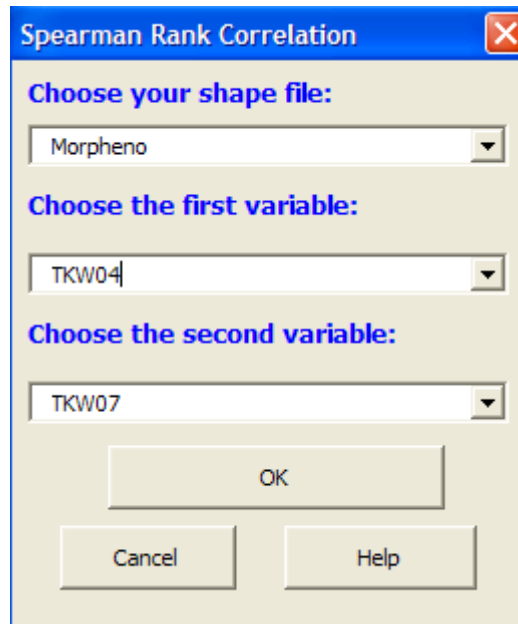 Spearman Rank Correlation
Choose your shape file:
Morpheno
Choose the first variable:
TKW04
Choose the second variable:
TKW07
OK
Cancel Help